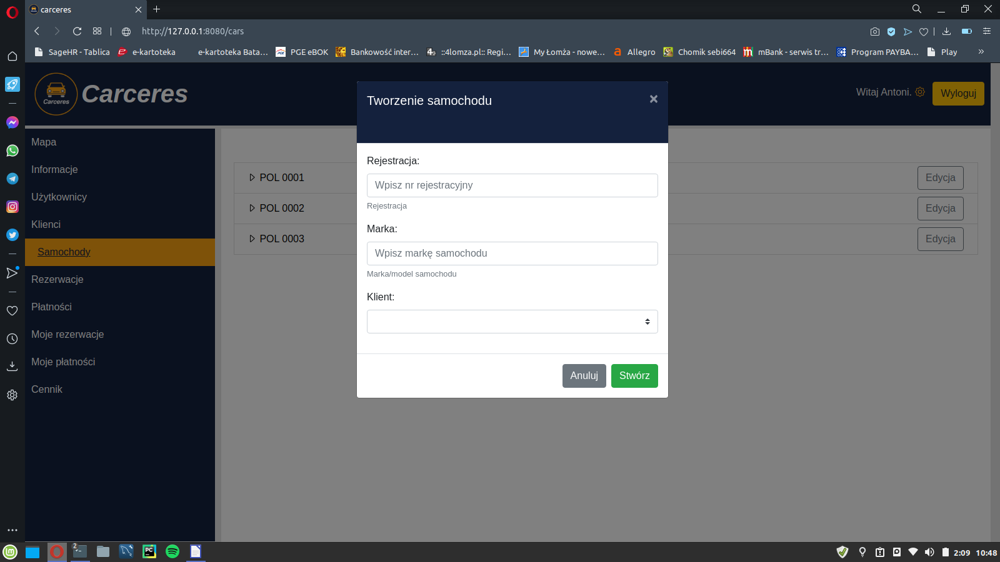 carceres
http://127.0.0.1:8080/cars
SageHR - Tablica
e-kartoteka
e-kartoteka Bata...
PGE eBOK
Bankowość inter...
::4lomza.pl:: Regi...
My Łomża - nowe...
Allegro
Chomik sebi664
mBank - serwis tr...
Program PAYBA...
Play
Carceres
Carceres
Witaj Antoni.
Wyloguj
Mapa
Informacje
Użytkownicy
Klienci
Samochody
Rezerwacje
Płatności
Moje rezerwacje
Moje płatności
Cennik
POL 0001
Edycja
POL 0002
Edycja
POL 0003
Edycja
Tworzenie samochodu
×
Rejestracja:
Wpisz nr rejestracyjny
Rejestracja
Marka:
Wpisz markę samochodu
Marka/model samochodu
Klient:
Anuluj
Stwórz
2
PC
2:09
10:48